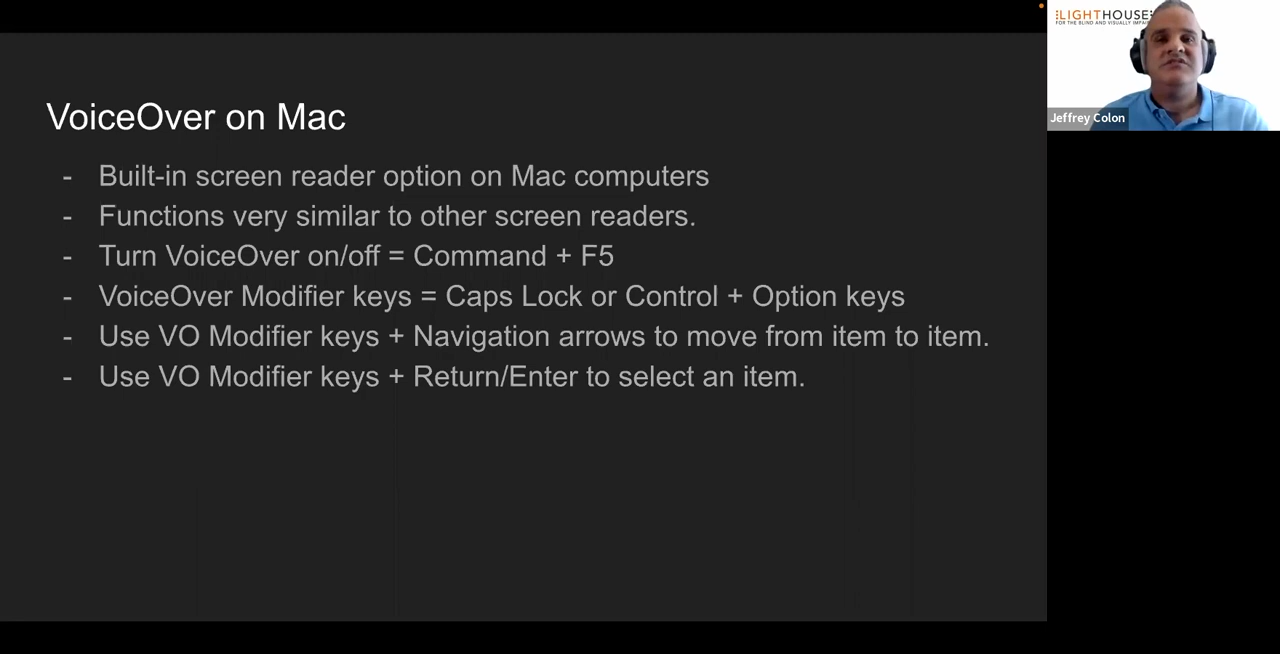 VoiceOver on Mac
- Built-in screen reader option on Mac computers
- Functions very similar to other screen readers.
- Turn VoiceOver on/off = Command + F5
- VoiceOver Modifier keys = Caps Lock or Control + Option keys
- Use VO Modifier keys + Navigation arrows to move from item to item.
- Use VO Modifier keys + Return/Enter to select an item.
LIGHTHOUSE
FOR THE BLIND AND VISUALLY IMPAI
Jeffrey Colon